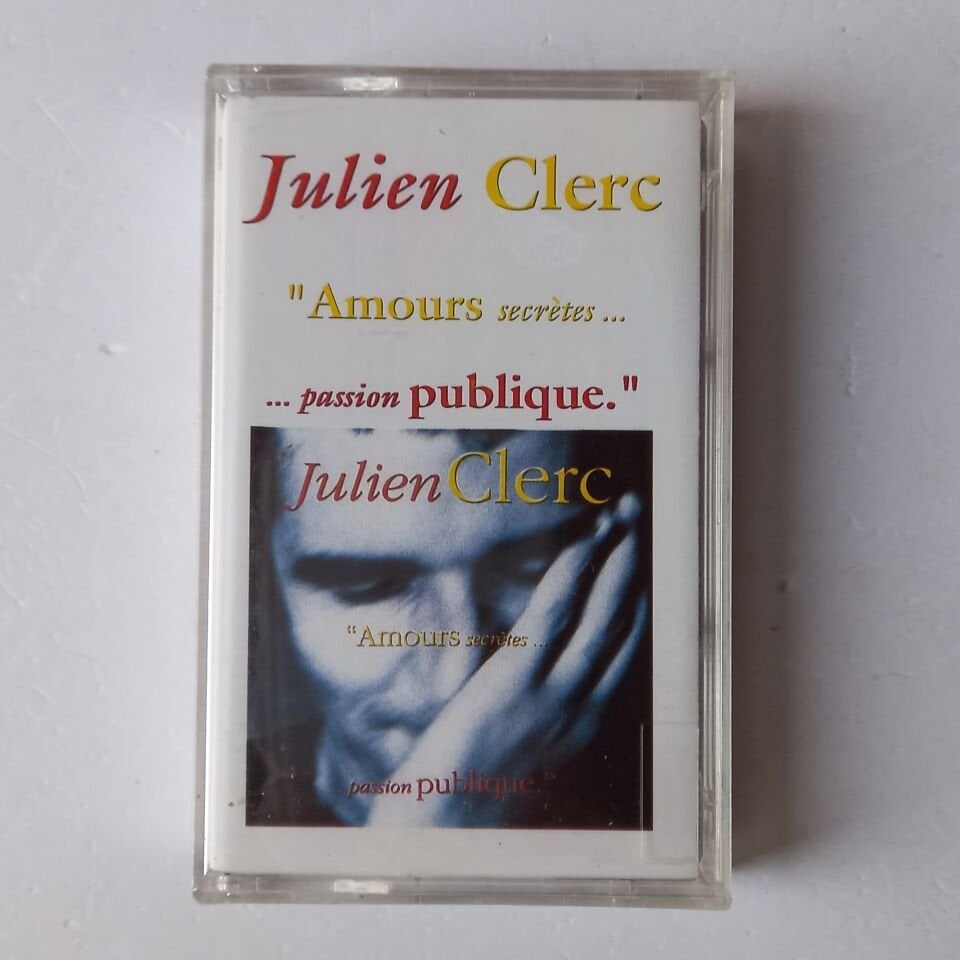 Julien Clerc
"Amours secrètes ...
... passion publique."
Julien Clerc
“Amours secrètes ...
passion publique."